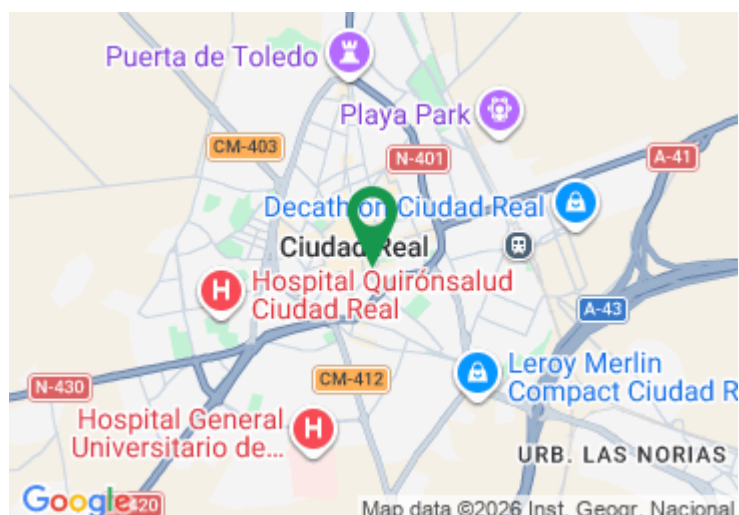 Puerta de Toledo
Playa Park
CM-403
N-401
A-41
Decathlon Ciudad Real
Ciudad Real
Hospital Quirónsalud
Ciudad Real
A-43
N-430
CM-412
Leroy Merlin
Compact Ciudad R
Hospital General
Universitario de...
URB. LAS NORIAS
Google
420
Map data ©2026 Inst. Geogr. Nacional